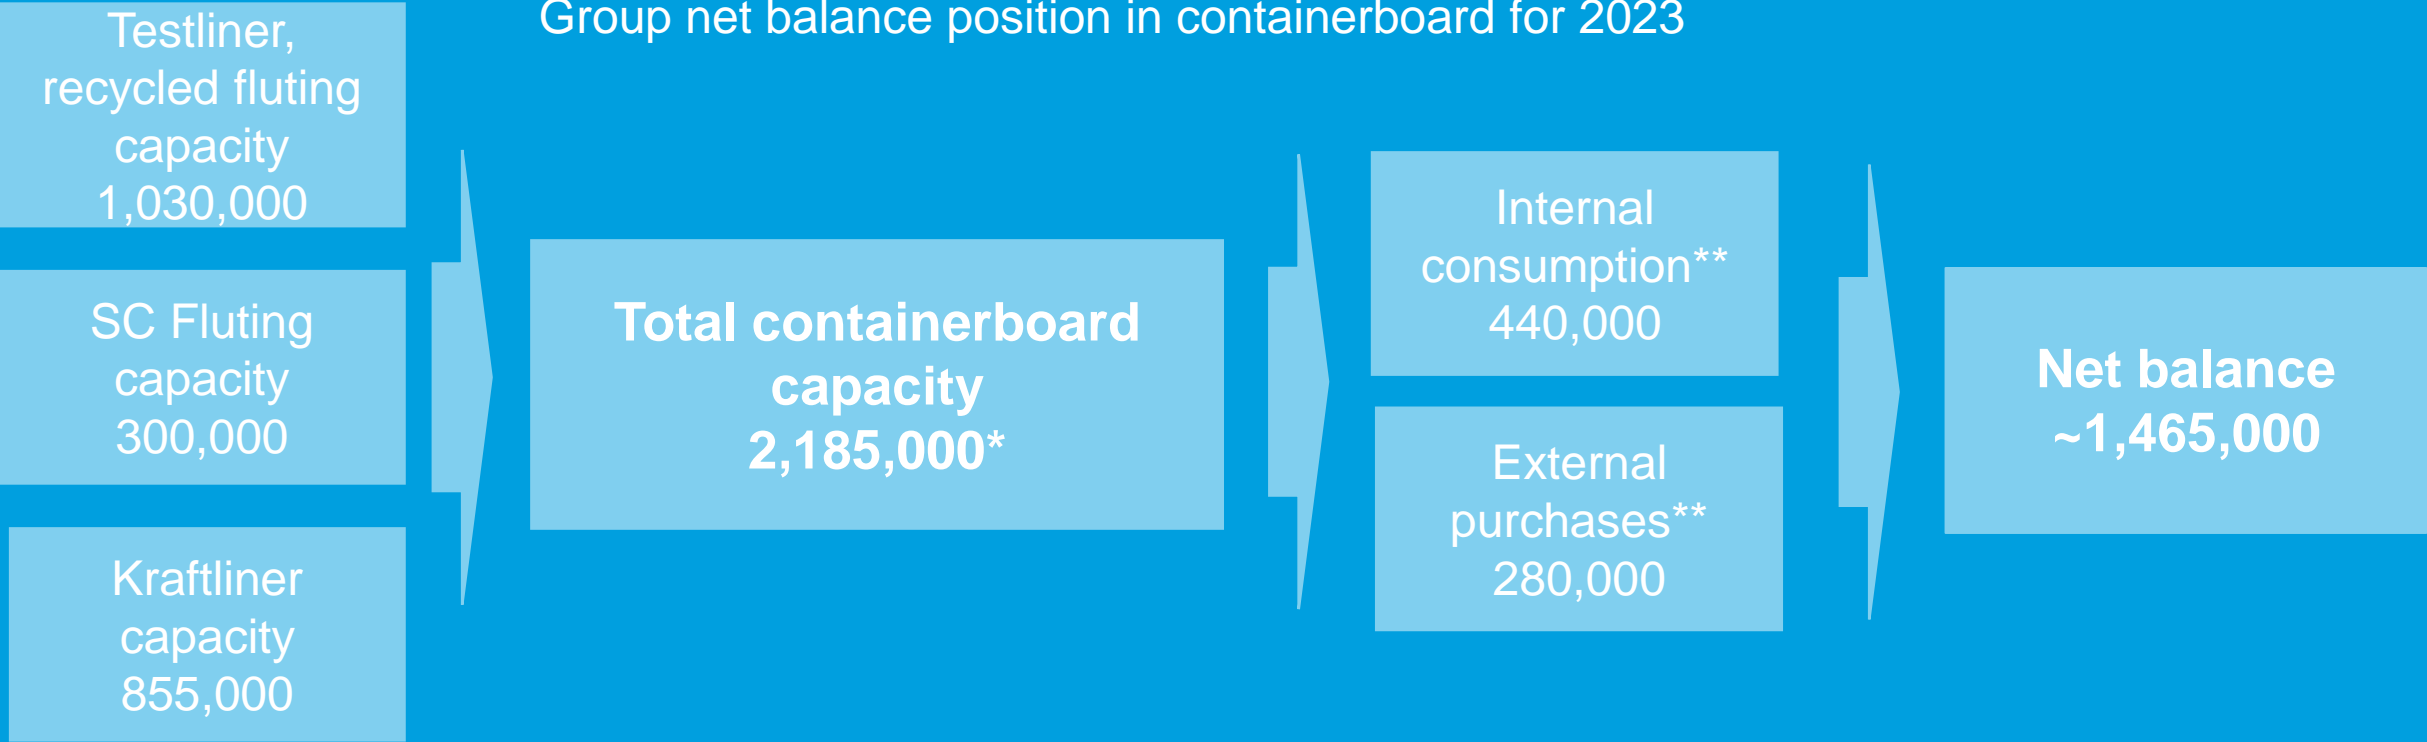 Group net balance position in containerboard for 2023
Testliner,
recycled fluting
capacity
1,030,000
SC Fluting
capacity
300,000
Kraftliner
capacity
855,000
Total containerboard
capacity
2,185,000*
Internal
consumption**
440,000
External
purchases**
280,000
Net balance
~1,465,000